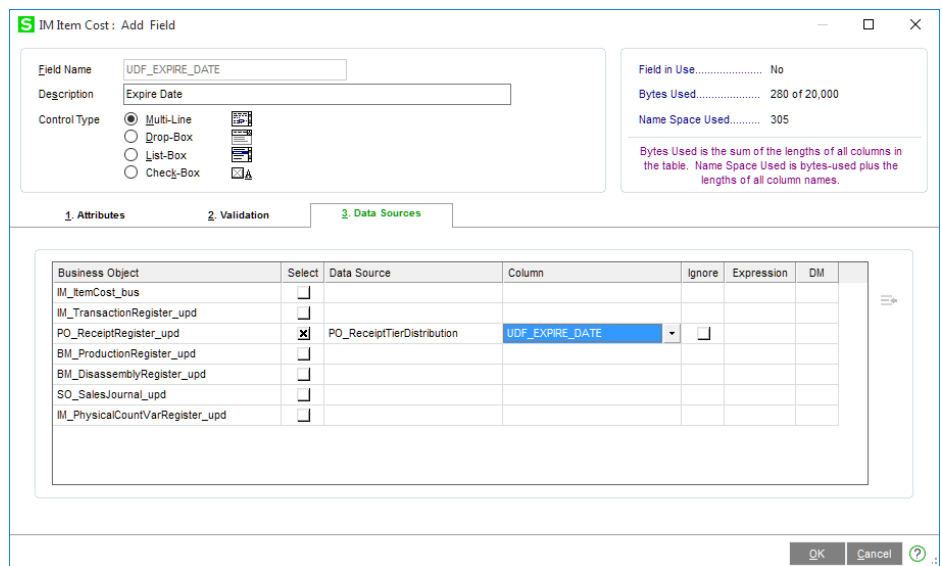 S IM Item Cost : Add Field
Field Name UDF_EXPIRE_DATE
Description Expire Date
Control Type Multi-Line
Drop-Box
List-Box
Check-Box
Field in Use..................... No
Bytes Used.................... 280 of 20,000
Name Space Used.......... 305
Bytes Used is the sum of the lengths of all columns in
the table. Name Space Used is bytes-used plus the
lengths of all column names.
1. Attributes 2. Validation 3. Data Sources
Business Object Select Data Source Column Ignore Expression DM
IM_ItemCost_bus
IM_TransactionRegister_upd
PO_ReceiptRegister_upd PO_ReceiptTierDistribution UDF_EXPIRE_DATE
BM_ProductionRegister_upd
BM_DisassemblyRegister_upd
SO_SalesJournal_upd
IM_PhysicalCountVarRegister_upd
OK Cancel ?